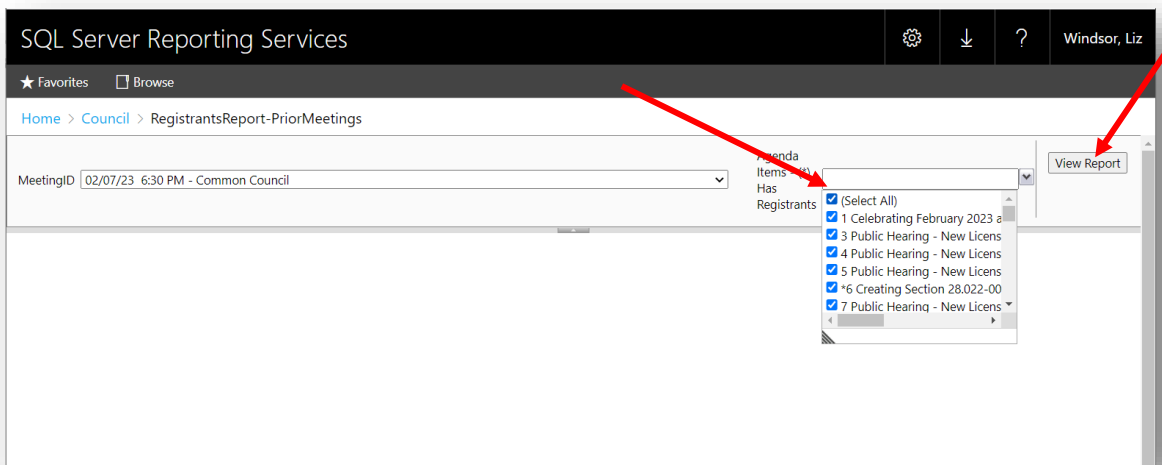 SQL Server Reporting Services
? Windsor, Liz
Favorites Browse
Home > Council > RegistrantsReport-PriorMeetings
MeetingID 02/07/23 6:30 PM - Common Council
Agenda
Items - (*)
Has
Registrants
View Report
(Select All)
1 Celebrating February 2023 a
3 Public Hearing - New Licens
4 Public Hearing - New Licens
5 Public Hearing - New Licens
*6 Creating Section 28.022-00
7 Public Hearing - New Licens